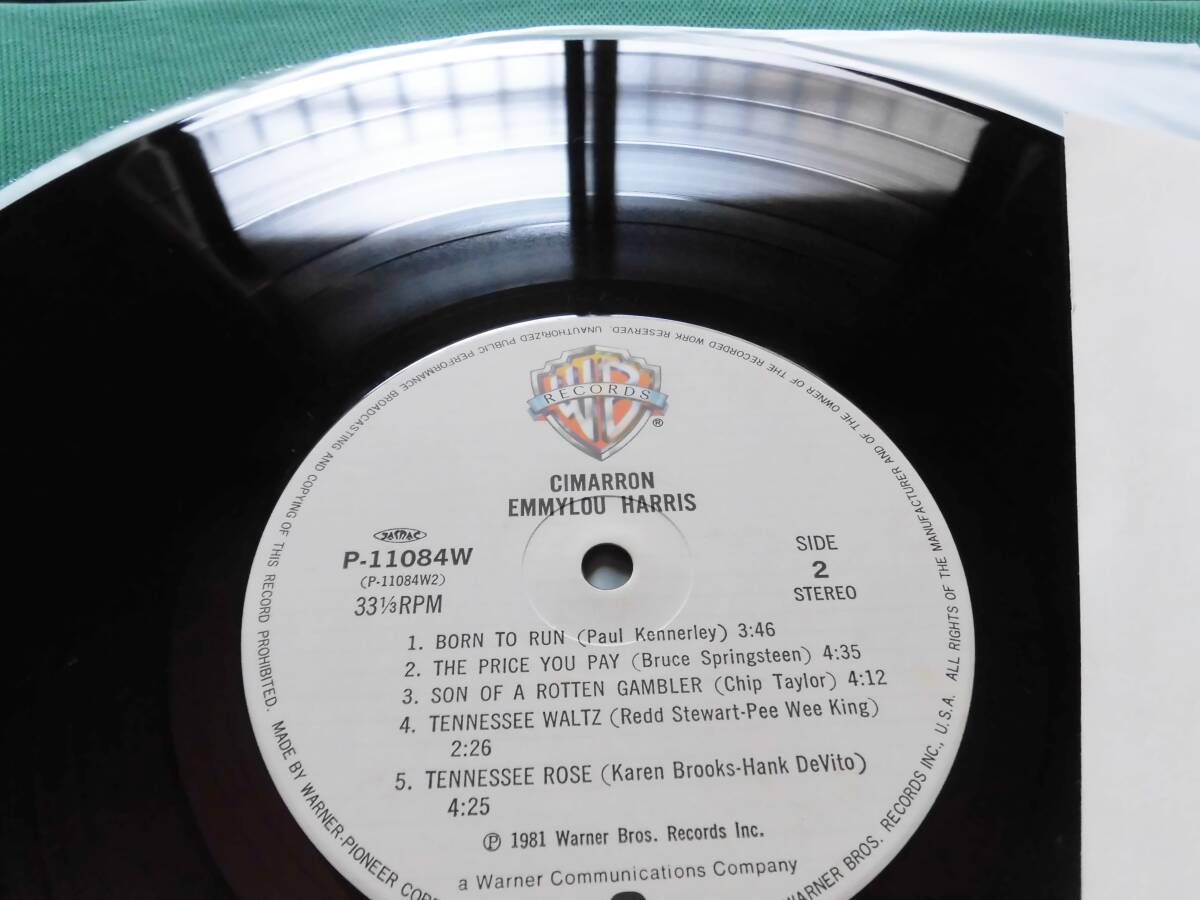 WB
RECORDS
®
CIMARRON
EMMYLOU HARRIS
JASRAC
P-11084W
(P-11084W2)
33⅓RPM
SIDE
2
STEREO
1. BORN TO RUN (Paul Kennerley) 3:46
2. THE PRICE YOU PAY (Bruce Springsteen) 4:35
3. SON OF A ROTTEN GAMBLER (Chip Taylor) 4:12
4. TENNESSEE WALTZ (Redd Stewart-Pee Wee King)
2:26
5. TENNESSEE ROSE (Karen Brooks-Hank DeVito)
4:25
Ⓟ 1981 Warner Bros. Records Inc.
a Warner Communications Company
WARNER BROS. RECORDS INC., U.S.A. ALL RIGHTS OF THE MANUFACTURER AND OF THE OWNER OF THE RECORDED WORK RESERVED. UNAUTHORIZED PUBLIC PERFORMANCE BROADCASTING AND COPYING OF THIS RECORD PROHIBITED. MADE BY WARNER-PIONEER CORP